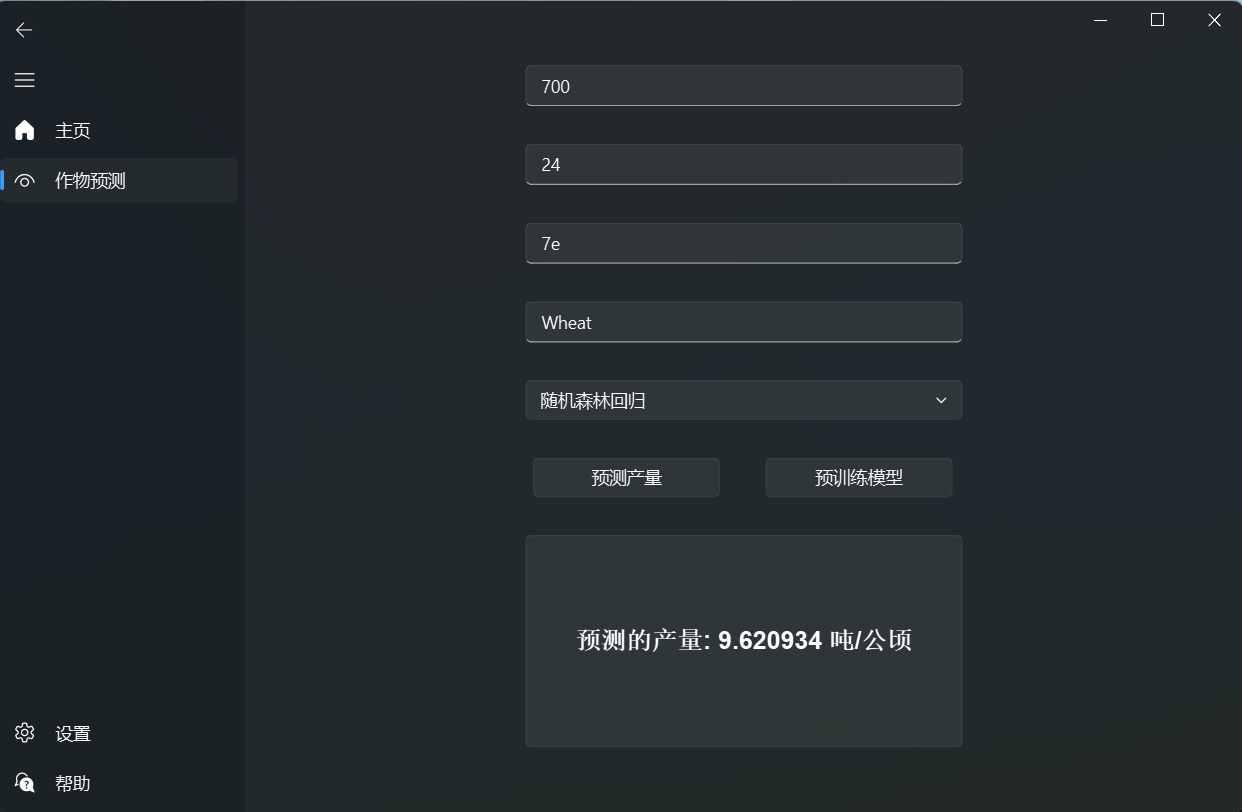 主页
作物预测
设置
帮助
700
24
7e
Wheat
随机森林回归
预测产量
预训练模型
预测的产量: 9.620934 吨/公顷